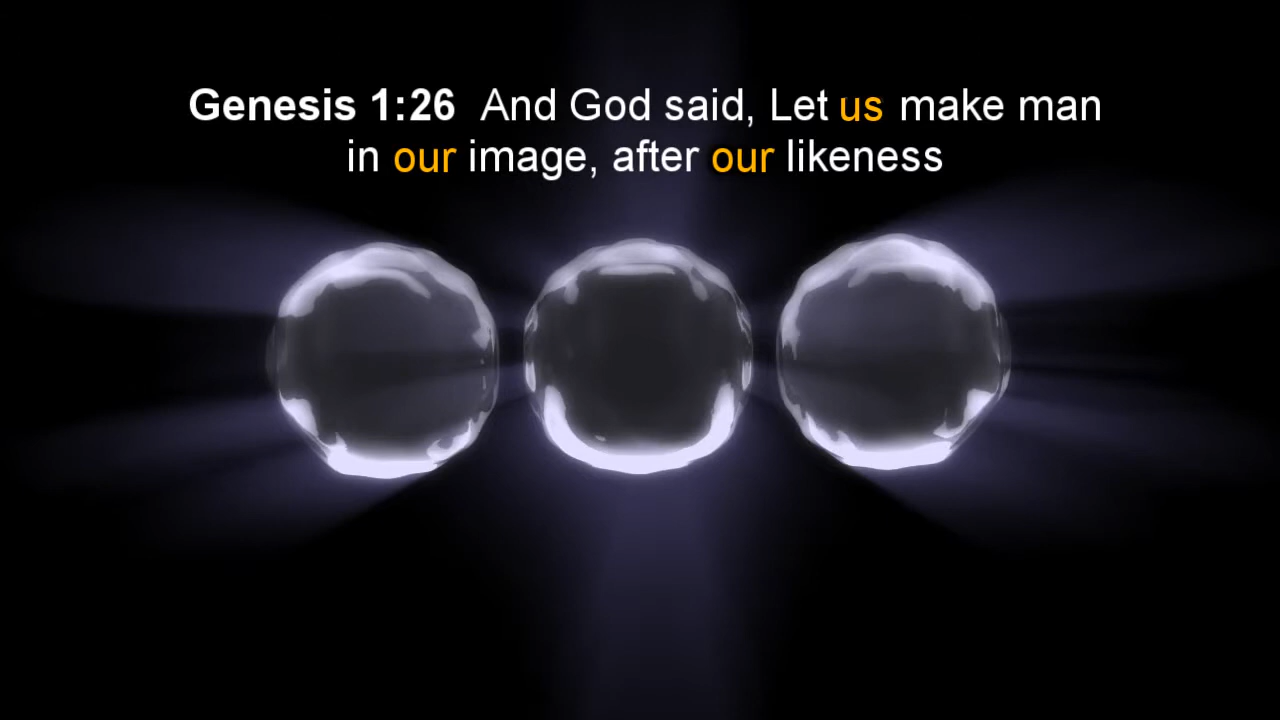 Genesis 1:26 And God said, Let us make man
in our image, after our likeness